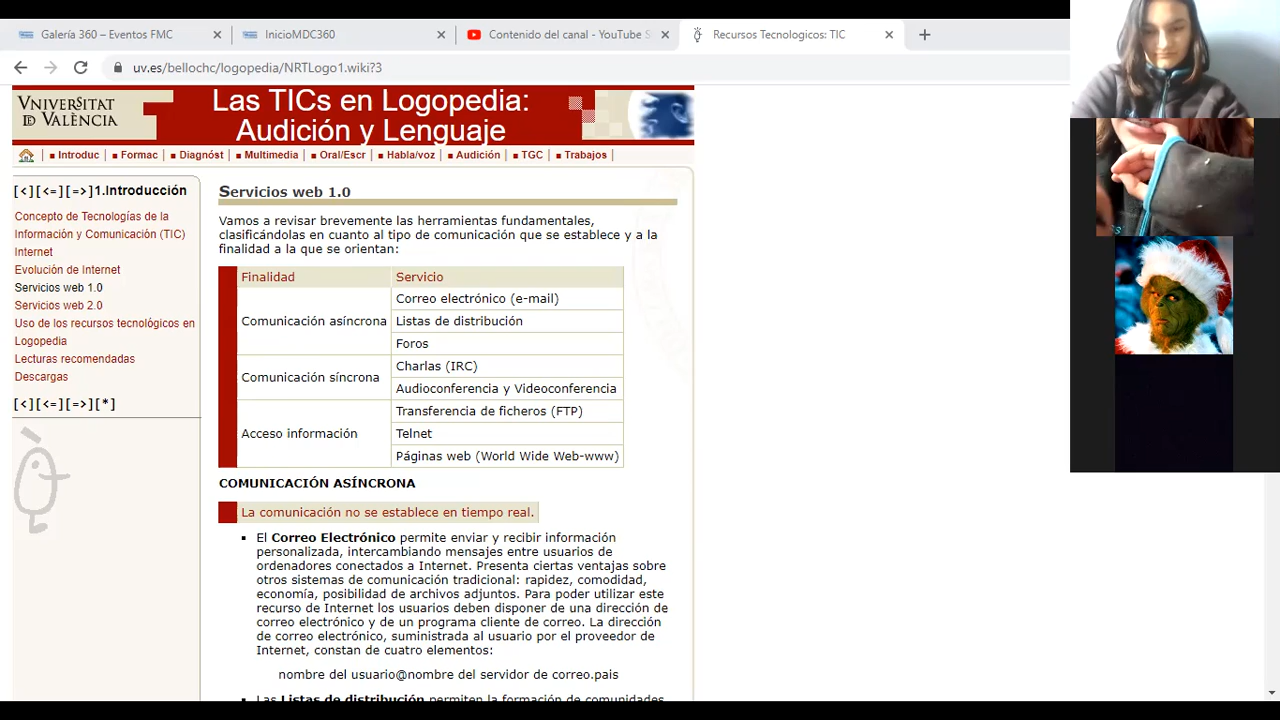 Galería 360 – Eventos FMC
InicioMDC360
Contenido del canal - YouTube S
Recursos Tecnologicos: TIC
uv.es/bellochc/logopedia/NRTLogo1.wiki?3
VNIVERSITAT
DE VALÈNCIA
Las TICs en Logopedia:
Audición y Lenguaje
Introduc
Formac
Diagnóst
Multimedia
Oral/Escr
Habla/voz
Audición
TGC
Trabajos
[<][<=][=>]1.Introducción
Concepto de Tecnologías de la
Información y Comunicación (TIC)
Internet
Evolución de Internet
Servicios web 1.0
Servicios web 2.0
Uso de los recursos tecnológicos en
Logopedia
Lecturas recomendadas
Descargas
[<][<=][=>][*]
Servicios web 1.0
Vamos a revisar brevemente las herramientas fundamentales,
clasificándolas en cuanto al tipo de comunicación que se establece y a la
finalidad a la que se orientan:
Finalidad
Servicio
Comunicación asíncrona
Correo electrónico (e-mail)
Listas de distribución
Foros
Comunicación síncrona
Charlas (IRC)
Audioconferencia y Videoconferencia
Acceso información
Transferencia de ficheros (FTP)
Telnet
Páginas web (World Wide Web-www)
COMUNICACIÓN ASÍNCRONA
La comunicación no se establece en tiempo real.
El Correo Electrónico permite enviar y recibir información
personalizada, intercambiando mensajes entre usuarios de
ordenadores conectados a Internet. Presenta ciertas ventajas sobre
otros sistemas de comunicación tradicional: rapidez, comodidad,
economía, posibilidad de archivos adjuntos. Para poder utilizar este
recurso de Internet los usuarios deben disponer de una dirección de
correo electrónico y de un programa cliente de correo. La dirección
de correo electrónico, suministrada al usuario por el proveedor de
Internet, constan de cuatro elementos:
nombre del usuario@nombre del servidor de correo.pais
Las Listas de distribución permiten la formación de comunidades